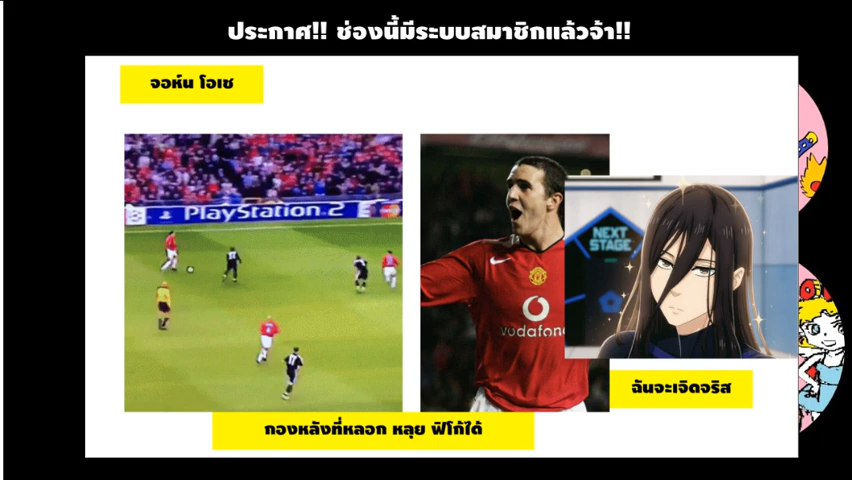 ประกาศ!! ช่องนี้มีระบบสมาชิกแล้วจ้า!!
จอห์น โอเช
PlayStation 2
NEXT
STAGE
vodafon
ฉันจะเจิดจริส
กองหลังที่หลอก หลุย ฟิโก้ได้